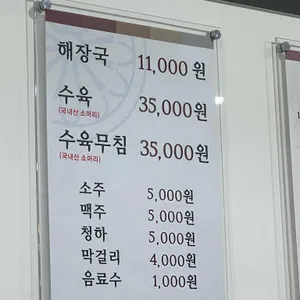 해장국 11,000원
수육 35,000원
(국내산 소머리)
수육무침 35,000원
(국내산 소머리)
소주 5,000원
맥주 5,000원
청하 5,000원
막걸리 4,000원
음료수 1,000원